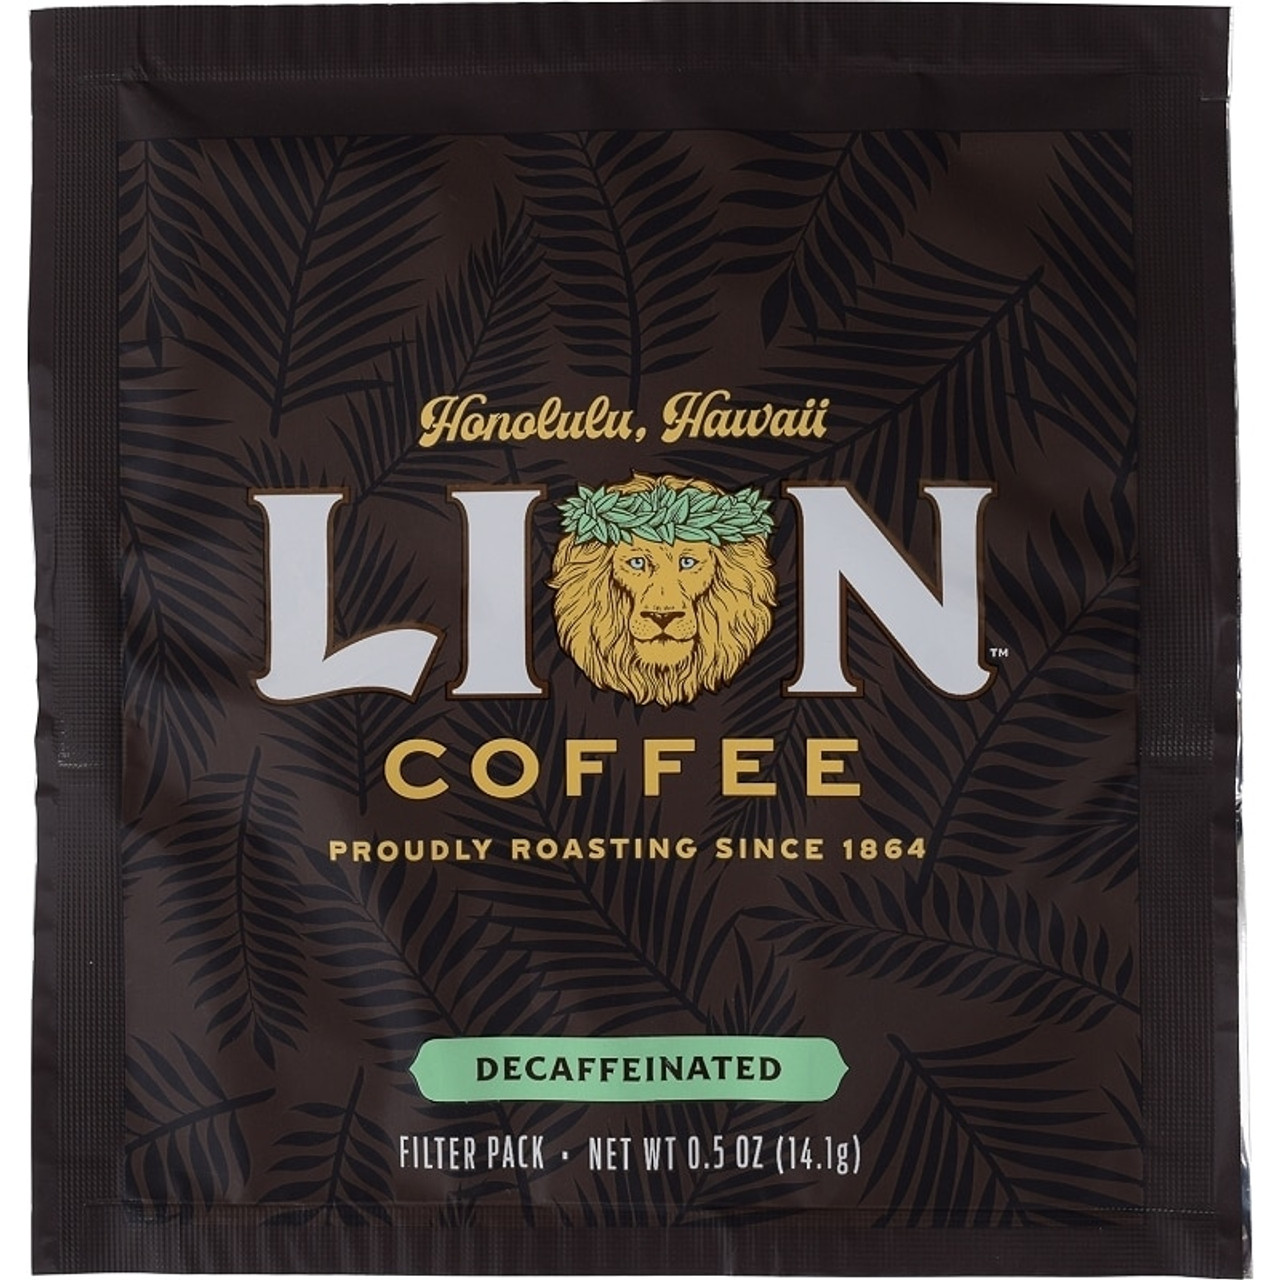 Honolulu, Hawaii
LION™
COFFEE
PROUDLY ROASTING SINCE 1864
DECAFFEINATED
FILTER PACK • NET WT 0.5 OZ (14.1g)